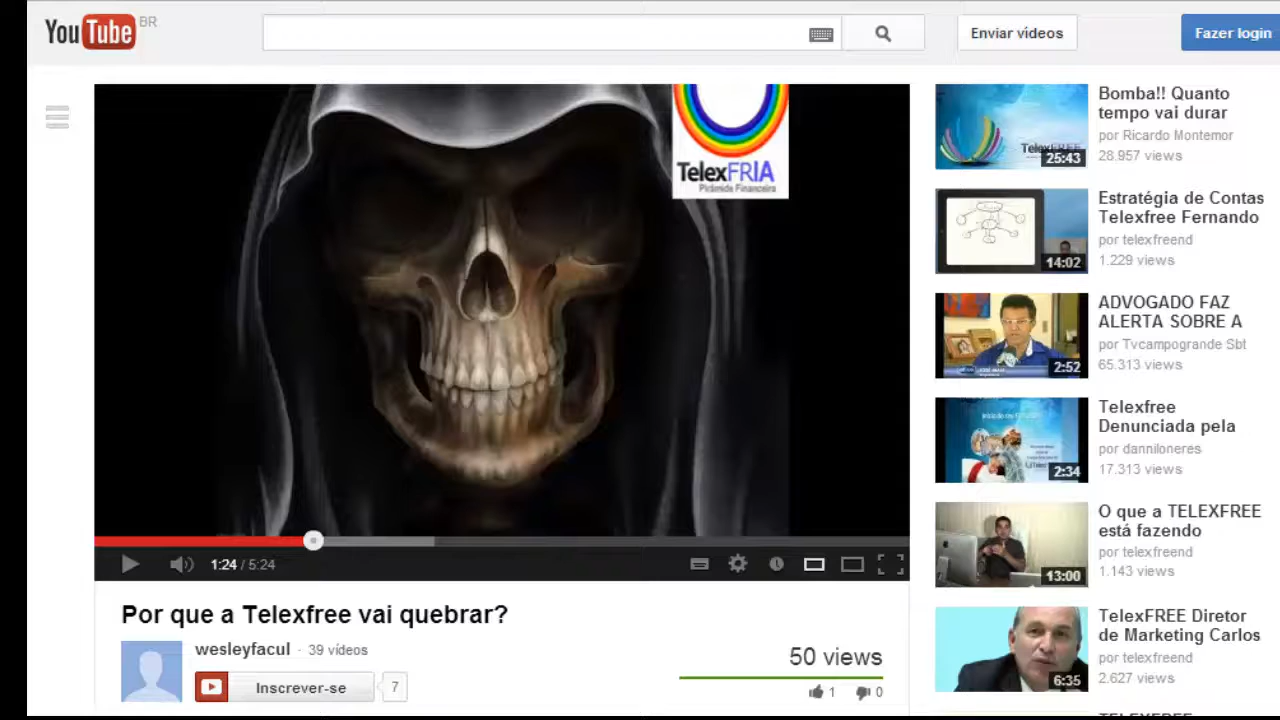 YouTube BR
Enviar vídeos
Fazer login
TelexFRIA
Pirâmide Financeira
1:24 / 5:24
Por que a Telexfree vai quebrar?
wesleyfacul · 39 vídeos
Inscrever-se 7
50 views
1 0
25:43
Bomba!! Quanto
tempo vai durar
por Ricardo Montemor
28.957 views
14:02
Estratégia de Contas
Telexfree Fernando
por telexfreend
1.229 views
2:52
ADVOGADO FAZ
ALERTA SOBRE A
por Tvcampogrande Sbt
65.313 views
2:34
Telexfree
Denunciada pela
por danniloneres
17.313 views
13:00
O que a TELEXFREE
está fazendo
por telexfreend
1.143 views
6:35
TelexFREE Diretor
de Marketing Carlos
por telexfreend
2.627 views